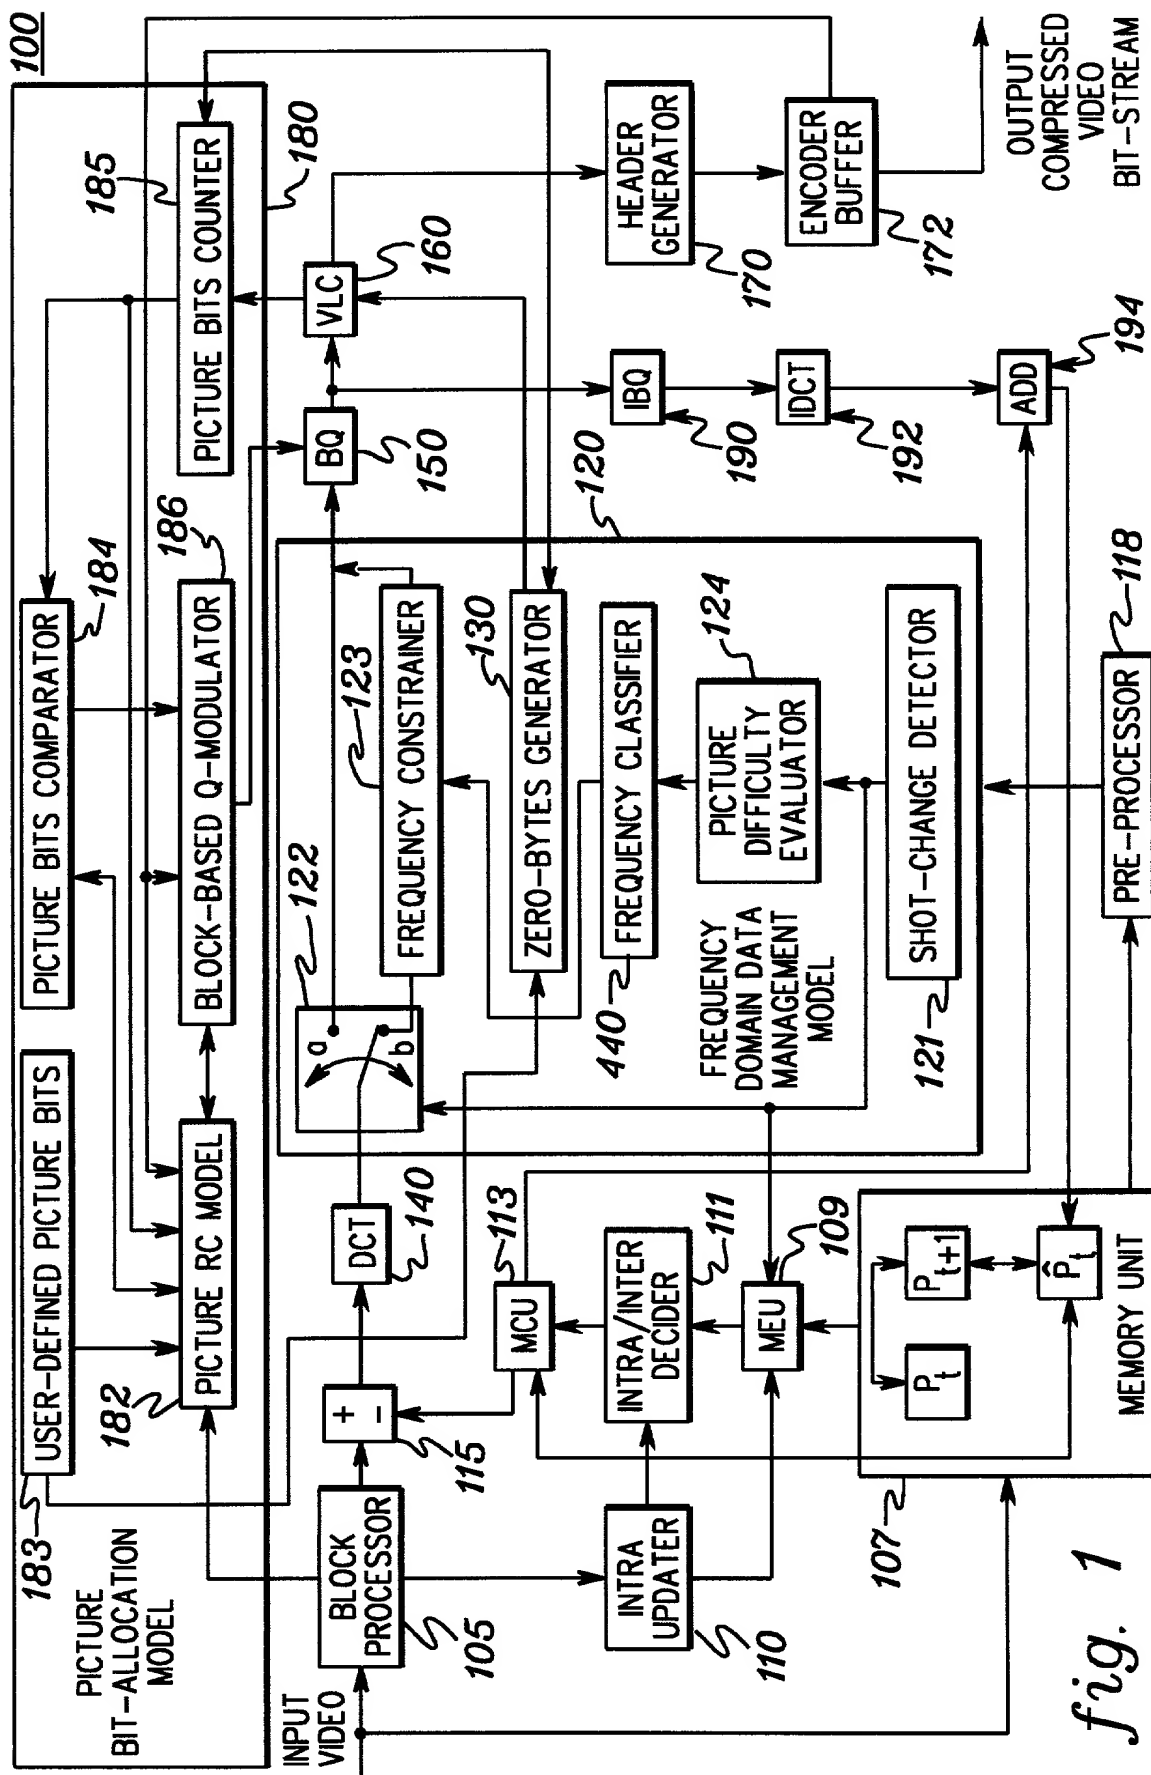 100
PICTURE
BIT-ALLOCATION
MODEL
183
USER-DEFINED PICTURE BITS
PICTURE BITS COMPARATOR
184
182
PICTURE RC MODEL
BLOCK-BASED Q-MODULATOR
186
PICTURE BITS COUNTER
185
180
INPUT
VIDEO
BLOCK
PROCESSOR
105
+
-
115
DCT
140
122
a
b
BQ
150
VLC
160
FREQUENCY CONSTRAINER
123
ZERO-BYTES GENERATOR
130
FREQUENCY CLASSIFIER
440
PICTURE
DIFFICULTY
EVALUATOR
124
FREQUENCY
DOMAIN DATA
MANAGEMENT
MODEL
SHOT-CHANGE DETECTOR
121
120
INTRA
UPDATER
110
MCU
113
INTRA/INTER
DECIDER
111
MEU
109
HEADER
GENERATOR
170
ENCODER
BUFFER
172
OUTPUT
COMPRESSED
VIDEO
BIT-STREAM
IBQ
190
IDCT
192
ADD
194
107
Pt
Pt+1
P̂t
MEMORY UNIT
PRE-PROCESSOR
118
fig. 1